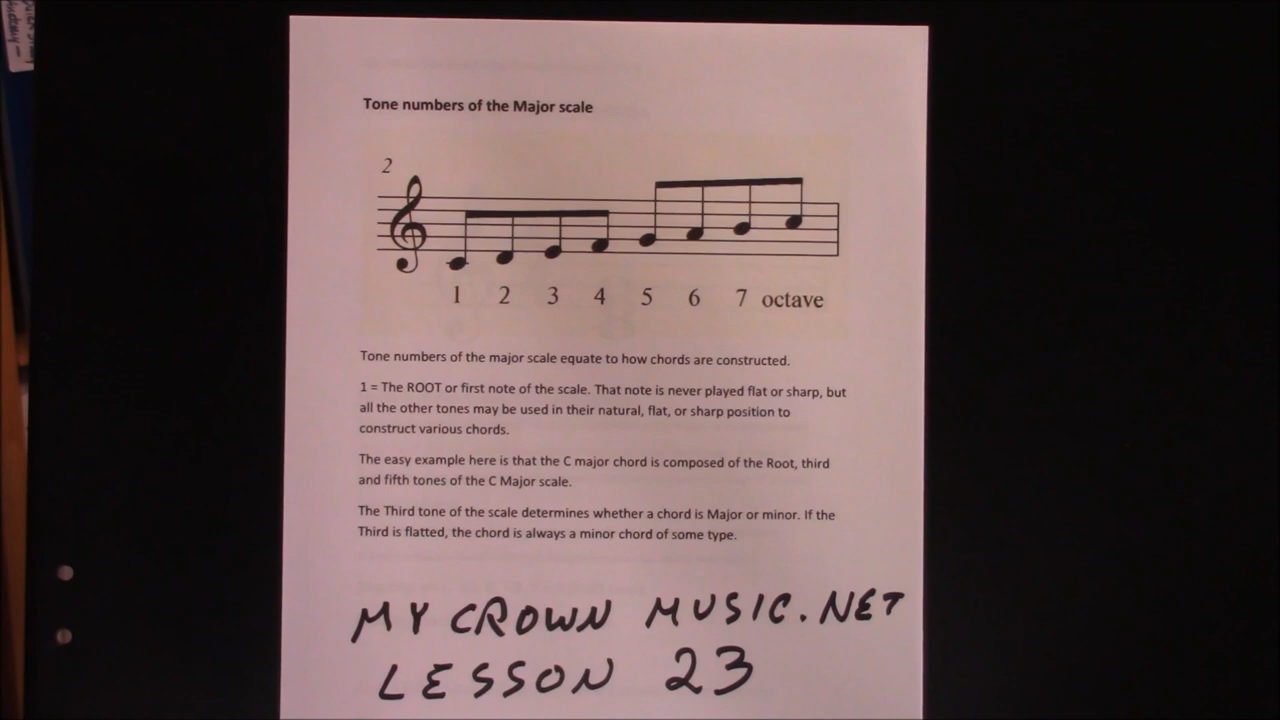 Tone numbers of the Major scale
2
1 2 3 4 5 6 7 octave
Tone numbers of the major scale equate to how chords are constructed.
1 = The ROOT or first note of the scale. That note is never played flat or sharp, but
all the other tones may be used in their natural, flat, or sharp position to
construct various chords.
The easy example here is that the C major chord is composed of the Root, third
and fifth tones of the C Major scale.
The Third tone of the scale determines whether a chord is Major or minor. If the
Third is flatted, the chord is always a minor chord of some type.
MY CROWN MUSIC.NET
LESSON 23